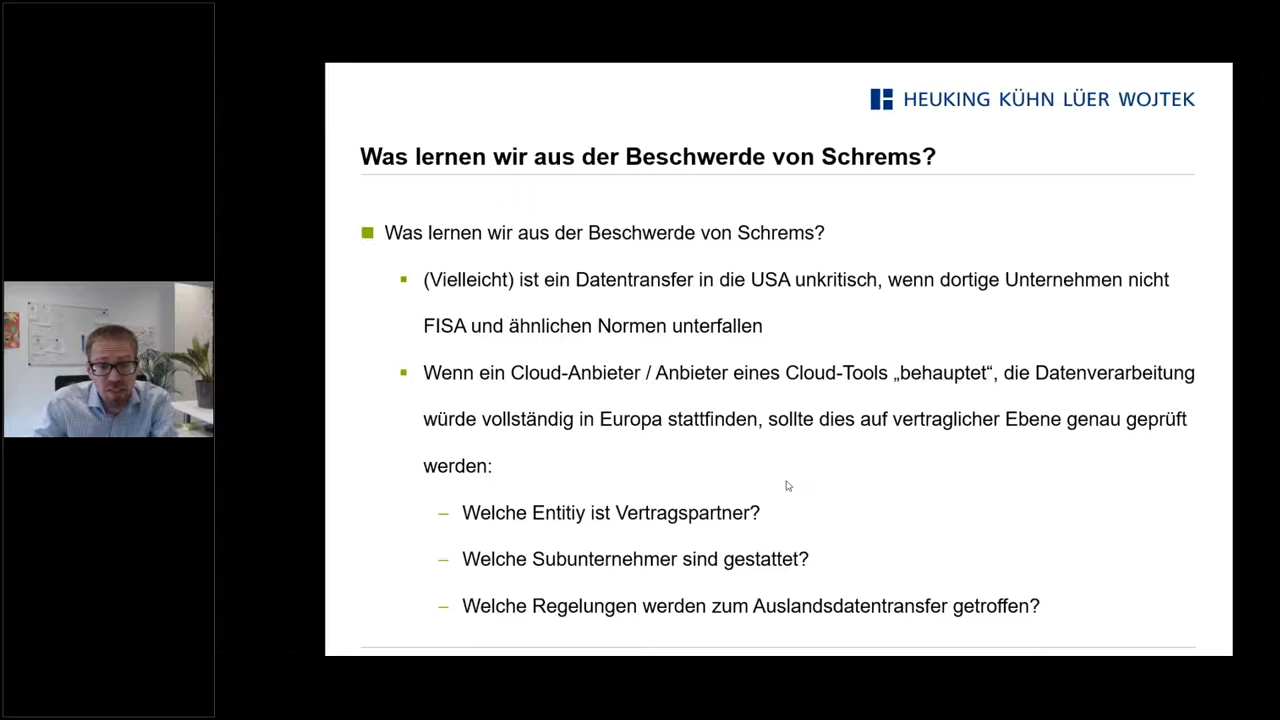 HEUKING KÜHN LÜER WOJTEK
Was lernen wir aus der Beschwerde von Schrems?
Was lernen wir aus der Beschwerde von Schrems?
(Vielleicht) ist ein Datentransfer in die USA unkritisch, wenn dortige Unternehmen nicht
FISA und ähnlichen Normen unterfallen
Wenn ein Cloud-Anbieter / Anbieter eines Cloud-Tools „behauptet“, die Datenverarbeitung
würde vollständig in Europa stattfinden, sollte dies auf vertraglicher Ebene genau geprüft
werden:
– Welche Entitiy ist Vertragspartner?
– Welche Subunternehmer sind gestattet?
– Welche Regelungen werden zum Auslandsdatentransfer getroffen?